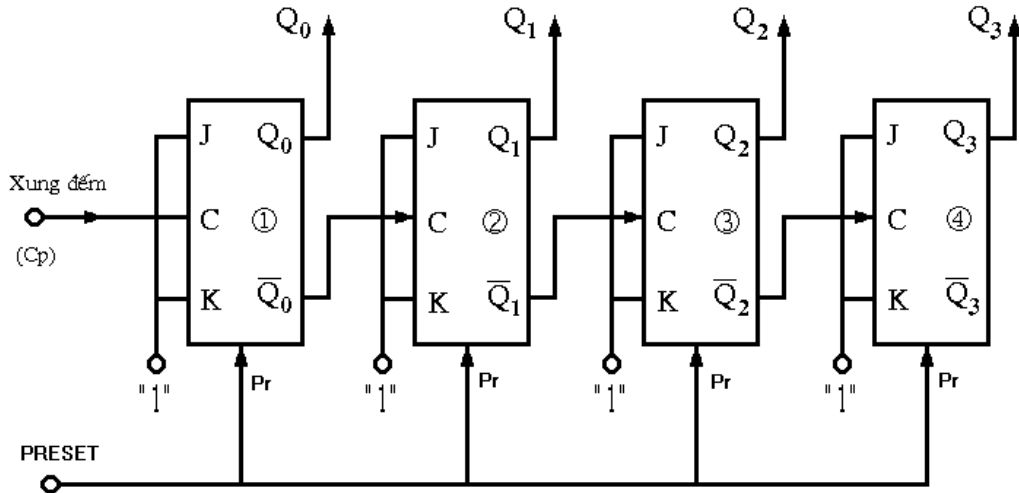 Q₀ Q₁ Q₂ Q₃
J Q₀ J Q₁ J Q₂ J Q₃
Xung đếm
C ① C ② C ③ C ④
(Cp)
K Q̅₀ K Q̅₁ K Q̅₂ K Q̅₃
"1" Pr "1" Pr "1" Pr "1" Pr
PRESET